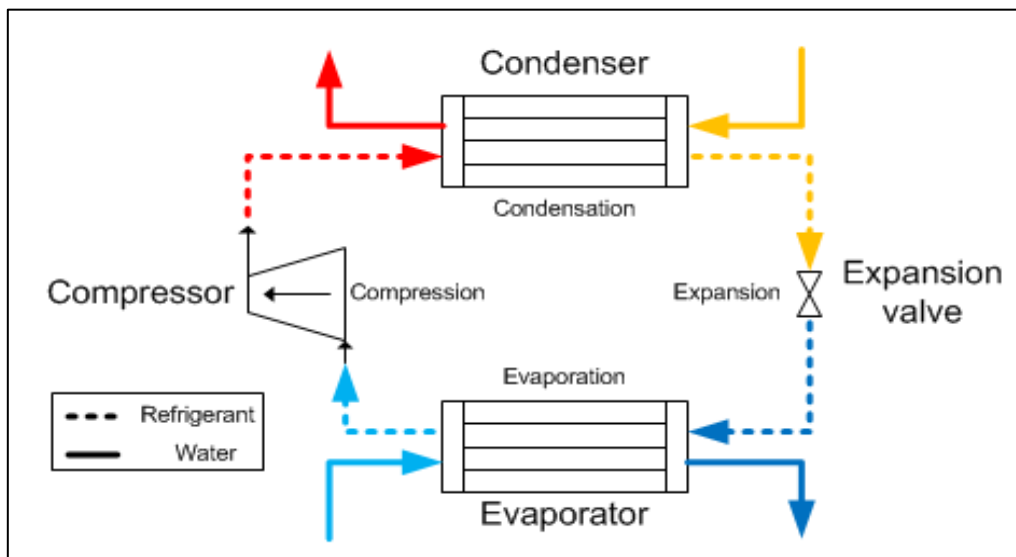 Condenser
Condensation
Compressor
Compression
Expansion
Expansion
valve
Evaporation
Refrigerant
Water
Evaporator